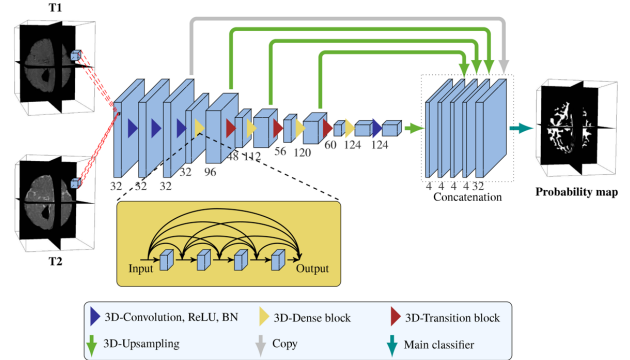 T1
T2
32
32
32
32
96
48
112
56
120
60
124
124
4
4
4
4
32
Concatenation
Probability map
Input
Output
3D-Convolution, ReLU, BN
3D-Dense block
3D-Transition block
3D-Upsampling
Copy
Main classifier